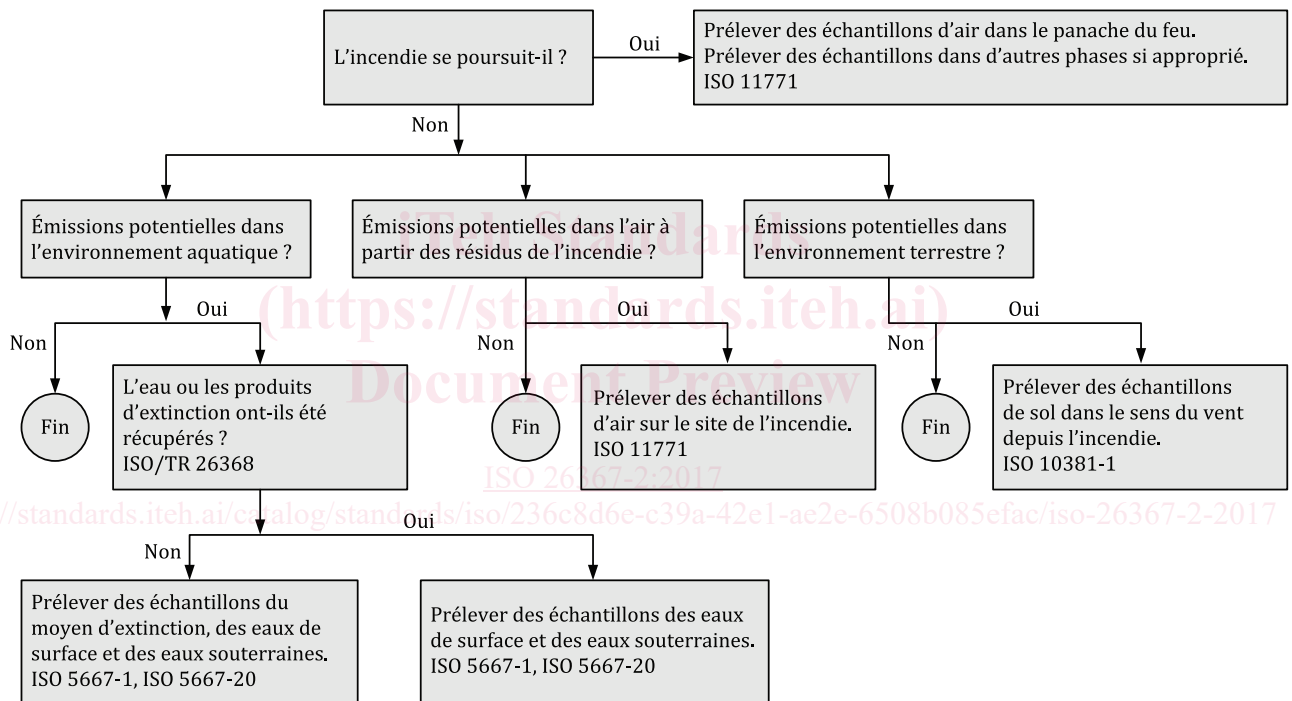 L'incendie se poursuit-il ?
Oui
Prélever des échantillons d'air dans le panache du feu.
Prélever des échantillons dans d'autres phases si approprié.
ISO 11771
Non
Émissions potentielles dans
l'environnement aquatique ?
Émissions potentielles dans l'air à
partir des résidus de l'incendie ?
Émissions potentielles dans
l'environnement terrestre ?
iTeh Standards
(https://standards.iteh.ai)
Document Preview
Non
Oui
Non
Oui
Non
Oui
Fin
L'eau ou les produits
d'extinction ont-ils été
récupérés ?
ISO/TR 26368
Fin
Prélever des échantillons
d'air sur le site de l'incendie.
ISO 11771
Fin
Prélever des échantillons
de sol dans le sens du vent
depuis l'incendie.
ISO 10381-1
ISO 26367-2:2017
//standards.iteh.ai/catalog/standards/iso/236c8d6e-c39a-42e1-ae2e-6508b085efac/iso-26367-2-2017
Non
Oui
Prélever des échantillons du
moyen d'extinction, des eaux de
surface et des eaux souterraines.
ISO 5667-1, ISO 5667-20
Prélever des échantillons des eaux
de surface et des eaux souterraines.
ISO 5667-1, ISO 5667-20